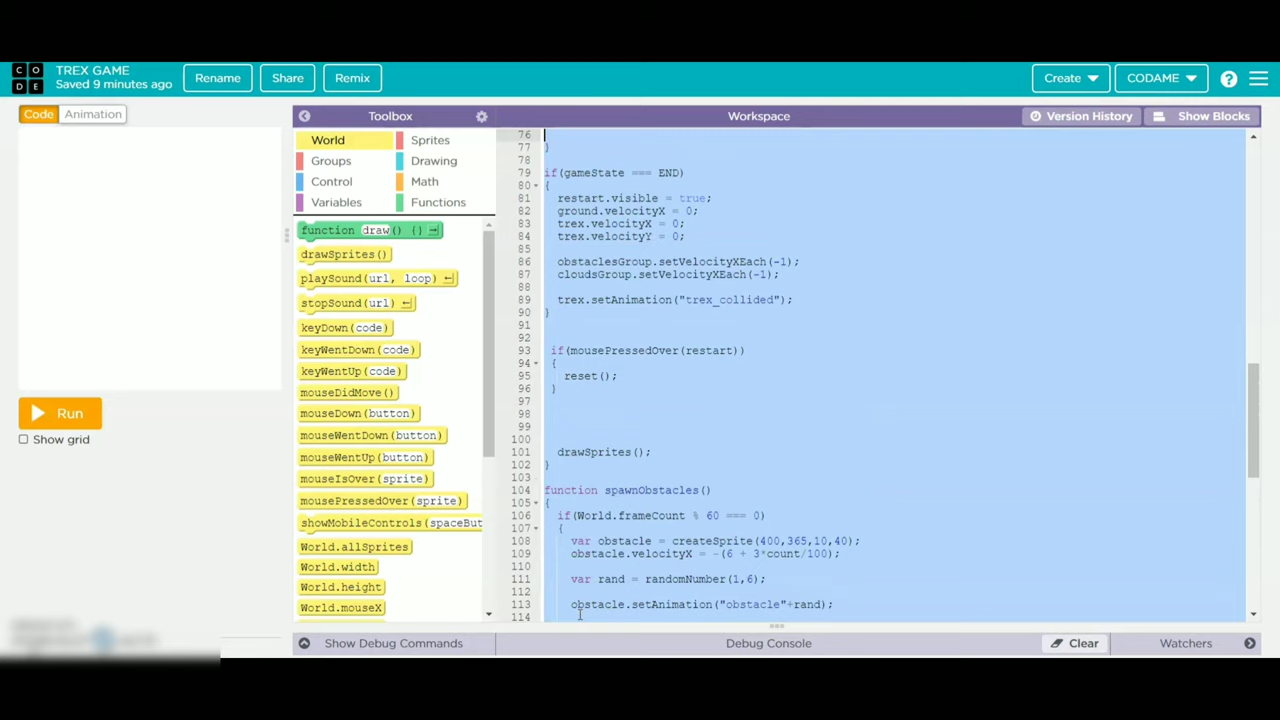 C O
D E
TREX GAME
Saved 9 minutes ago
Rename
Share
Remix
Create
CODAME
?
Code
Animation
Toolbox
Workspace
Version History
Show Blocks
World
Sprites
Groups
Drawing
Control
Math
Variables
Functions
function draw() {}
drawSprites()
playSound(url, loop)
stopSound(url)
keyDown(code)
keyWentDown(code)
keyWentUp(code)
mouseDidMove()
mouseDown(button)
mouseWentDown(button)
mouseWentUp(button)
mouseIsOver(sprite)
mousePressedOver(sprite)
showMobileControls(spaceBut
World.allSprites
World.width
World.height
World.mouseX
Run
Show grid
76
77 }
78
79 if(gameState === END)
80 {
81 restart.visible = true;
82 ground.velocityX = 0;
83 trex.velocityX = 0;
84 trex.velocityY = 0;
85
86 obstaclesGroup.setVelocityXEach(-1);
87 cloudsGroup.setVelocityXEach(-1);
88
89 trex.setAnimation("trex_collided");
90 }
91
92
93 if(mousePressedOver(restart))
94 {
95 reset();
96 }
97
98
99
100
101 drawSprites();
102 }
103
104 function spawnObstacles()
105 {
106 if(World.frameCount % 60 === 0)
107 {
108 var obstacle = createSprite(400,365,10,40);
109 obstacle.velocityX = -(6 + 3*count/100);
110
111 var rand = randomNumber(1,6);
112
113 obstacle.setAnimation("obstacle"+rand);
114
Show Debug Commands
Debug Console
Clear
Watchers